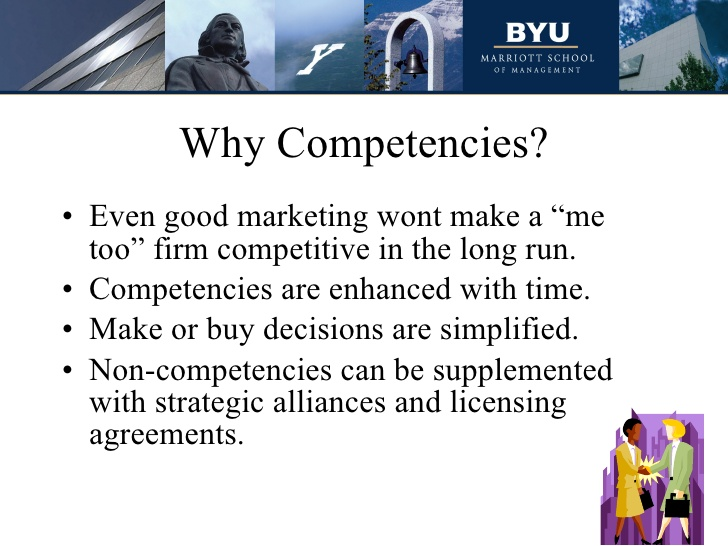 Y
BYU
MARRIOTT SCHOOL
OF MANAGEMENT
Why Competencies?
• Even good marketing wont make a “me
too” firm competitive in the long run.
• Competencies are enhanced with time.
• Make or buy decisions are simplified.
• Non-competencies can be supplemented
with strategic alliances and licensing
agreements.